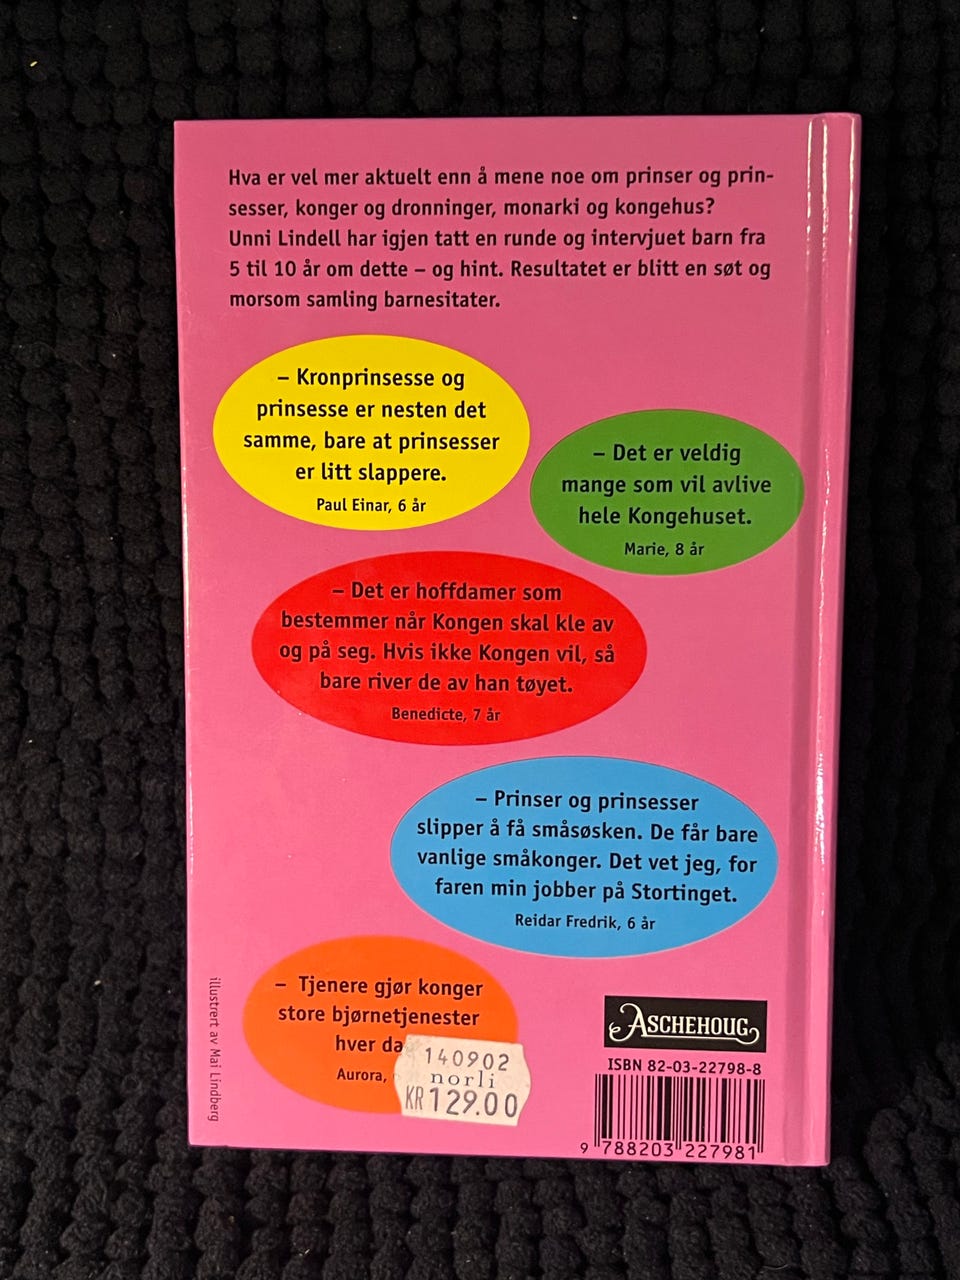 Hva er vel mer aktuelt enn å mene noe om prinser og prin-
sesser, konger og dronninger, monarki og kongehus?
Unni Lindell har igjen tatt en runde og intervjuet barn fra
5 til 10 år om dette – og hint. Resultatet er blitt en søt og
morsom samling barnesitater.
– Kronprinsesse og
prinsesse er nesten det
samme, bare at prinsesser
er litt slappere.
Paul Einar, 6 år
– Det er veldig
mange som vil avlive
hele Kongehuset.
Marie, 8 år
– Det er hoffdamer som
bestemmer når Kongen skal kle av
og på seg. Hvis ikke Kongen vil, så
bare river de av han tøyet.
Benedicte, 7 år
– Prinser og prinsesser
slipper å få småsøsken. De får bare
vanlige småkonger. Det vet jeg, for
faren min jobber på Stortinget.
Reidar Fredrik, 6 år
– Tjenere gjør konger
store bjørnetjenester
hver da
Aurora,
140902
norli
KR 129.00
illustrert av Mai Lindberg
ASCHEHOUG
ISBN 82-03-22798-8
9 788203 227981